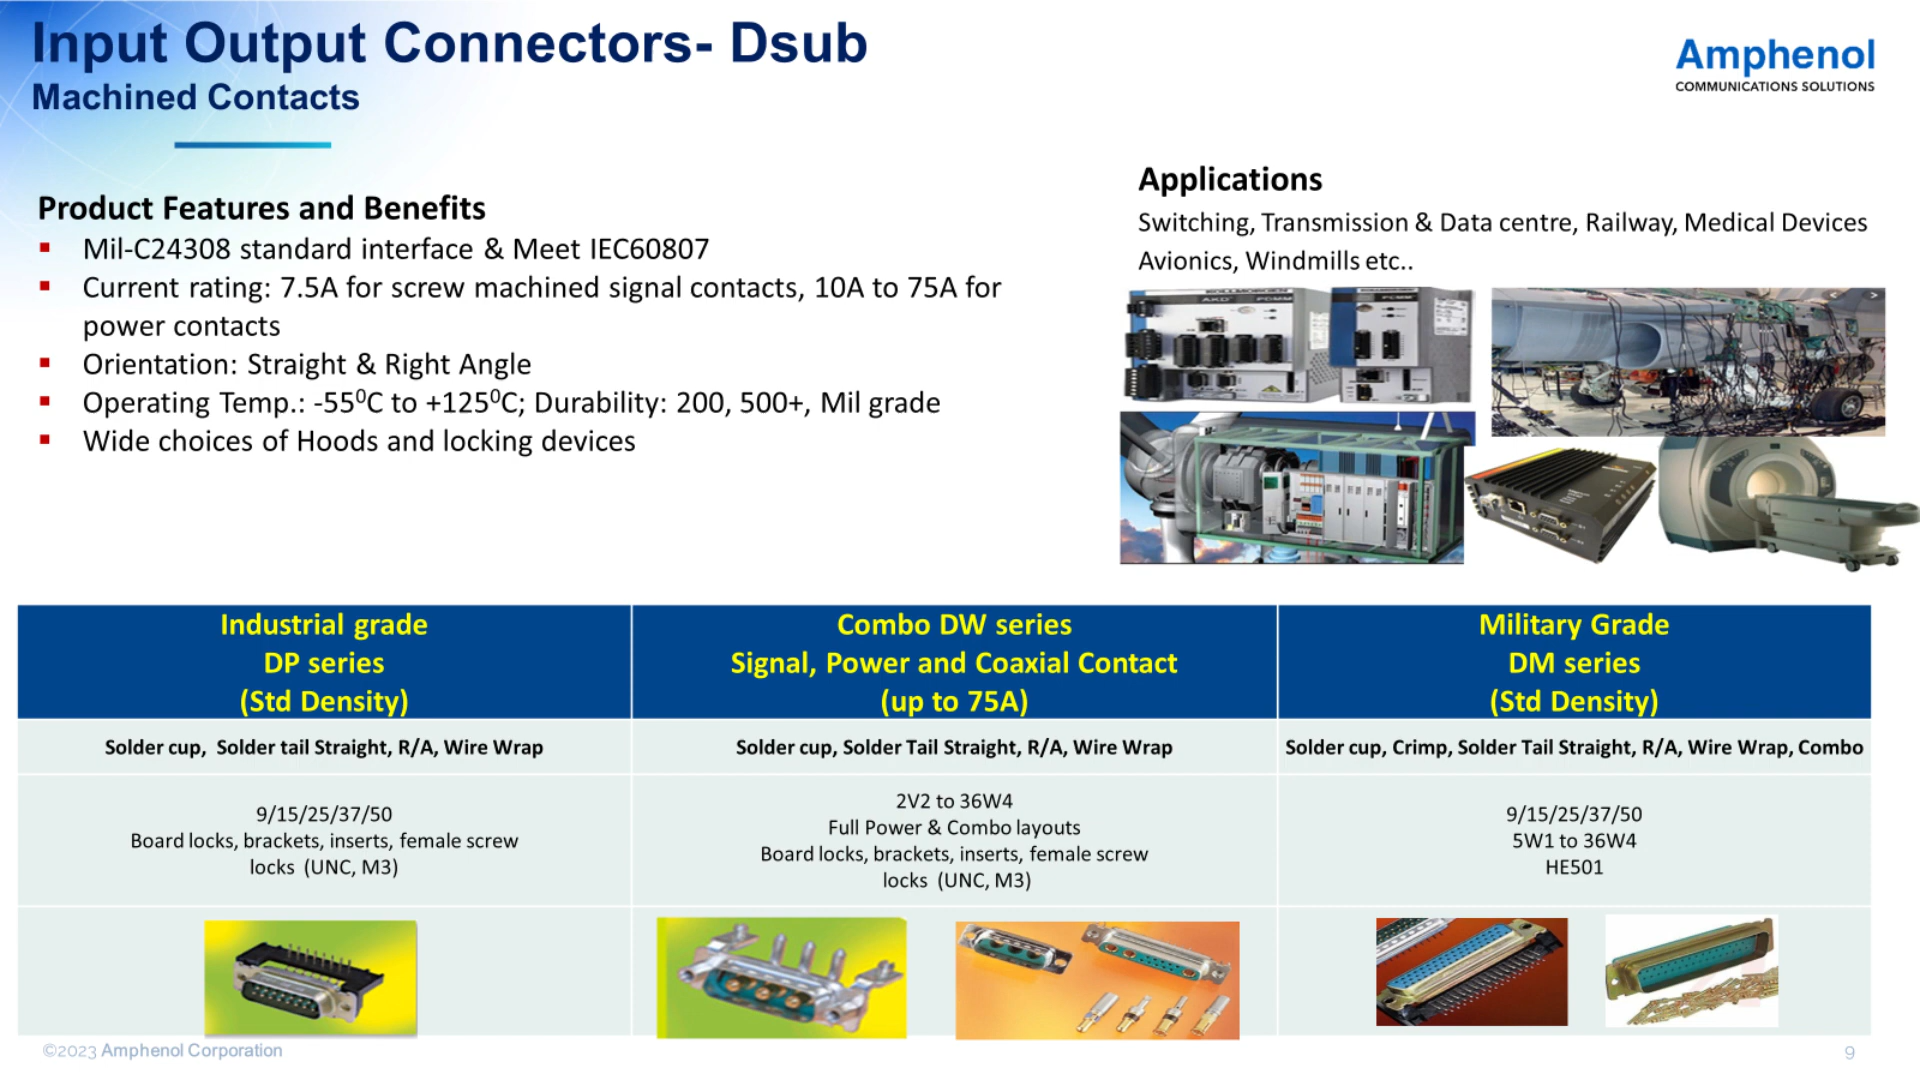 Input Output Connectors- Dsub
Machined Contacts
Amphenol
COMMUNICATIONS SOLUTIONS
Product Features and Benefits
▪ Mil-C24308 standard interface & Meet IEC60807
▪ Current rating: 7.5A for screw machined signal contacts, 10A to 75A for
power contacts
▪ Orientation: Straight & Right Angle
▪ Operating Temp.: -55⁰C to +125⁰C; Durability: 200, 500+, Mil grade
▪ Wide choices of Hoods and locking devices
Applications
Switching, Transmission & Data centre, Railway, Medical Devices
Avionics, Windmills etc..
AKD
Industrial grade
DP series
(Std Density)
Combo DW series
Signal, Power and Coaxial Contact
(up to 75A)
Military Grade
DM series
(Std Density)
Solder cup, Solder tail Straight, R/A, Wire Wrap
Solder cup, Solder Tail Straight, R/A, Wire Wrap
Solder cup, Crimp, Solder Tail Straight, R/A, Wire Wrap, Combo
9/15/25/37/50
Board locks, brackets, inserts, female screw
locks (UNC, M3)
2V2 to 36W4
Full Power & Combo layouts
Board locks, brackets, inserts, female screw
locks (UNC, M3)
9/15/25/37/50
5W1 to 36W4
HE501
©2023 Amphenol Corporation
9